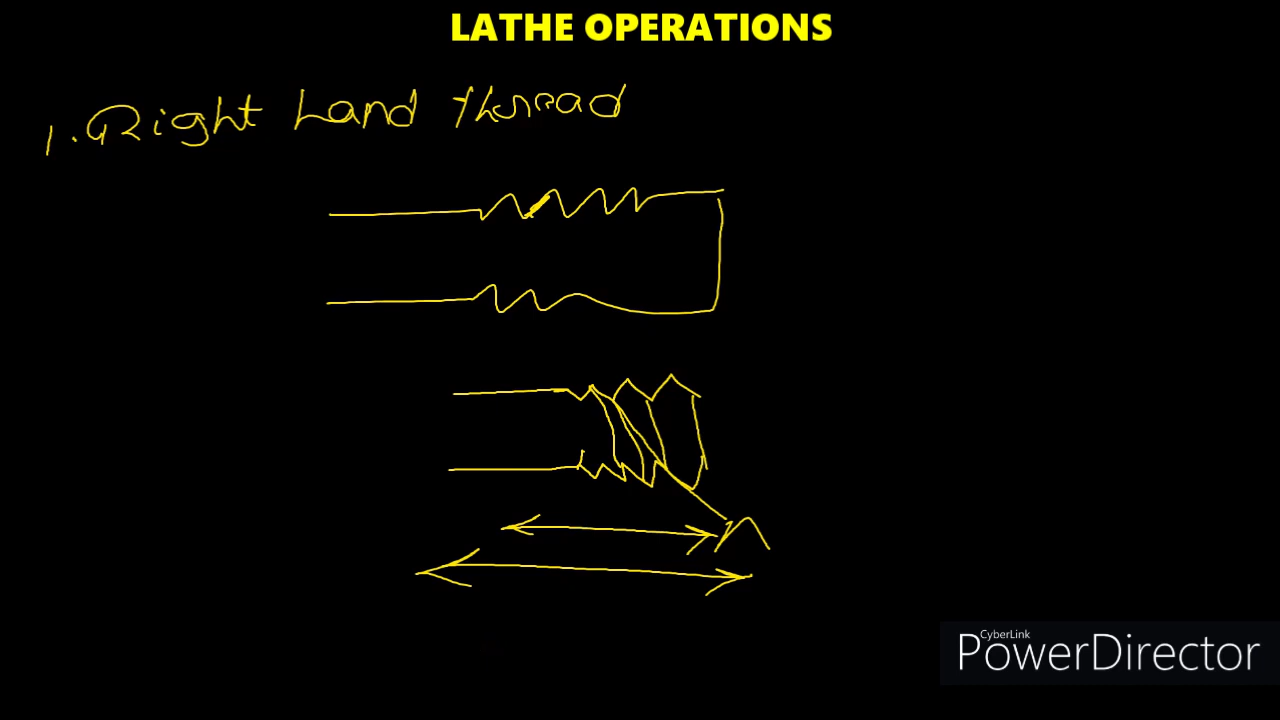 LATHE OPERATIONS
1. Right hand thread
CyberLink
PowerDirector